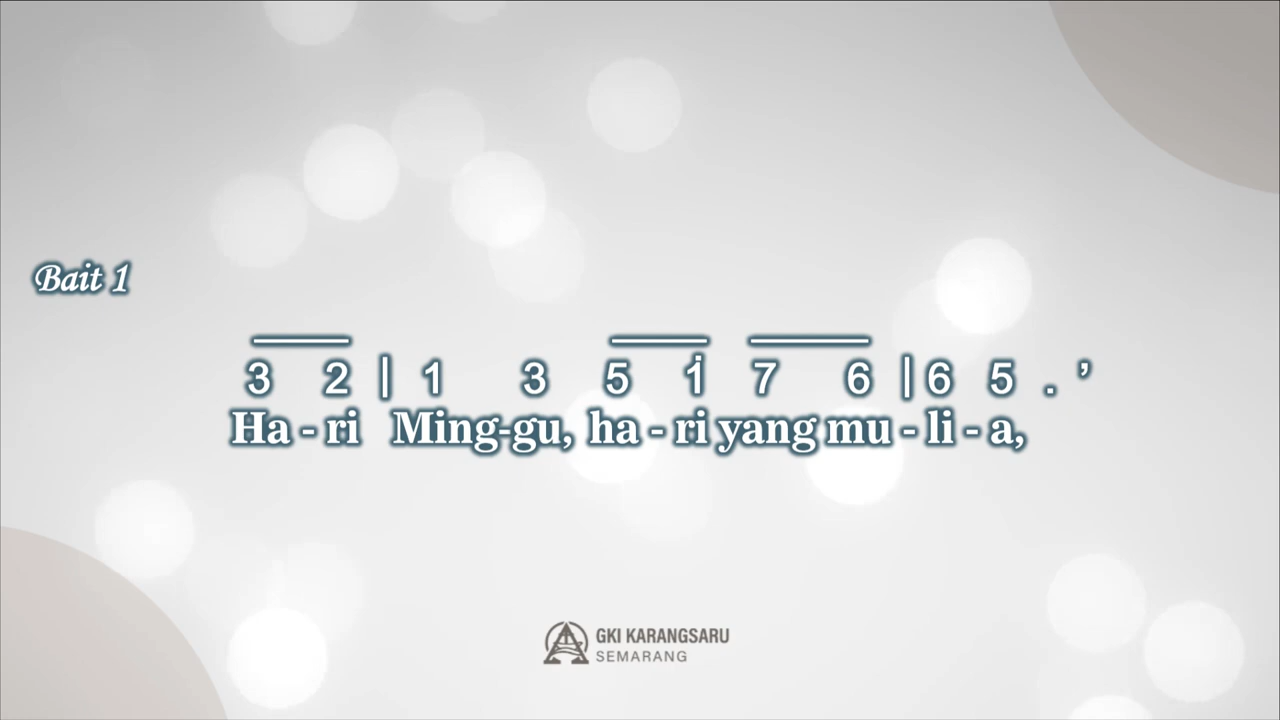 Bait 1
3 2 | 1 3 5 1̇ 7 6 | 6 5 . ’
Ha - ri Ming-gu, ha - ri yang mu - li - a,
GKI KARANGSARU
SEMARANG